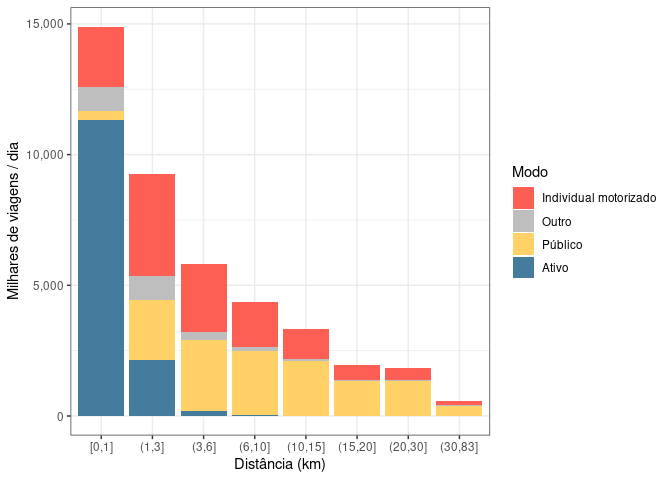 15,000
10,000
5,000
0
Milhares de viagens / dia
[0,1]
(1,3]
(3,6]
(6,10]
(10,15]
(15,20]
(20,30]
(30,83]
Distância (km)
Modo
Individual motorizado
Outro
Público
Ativo